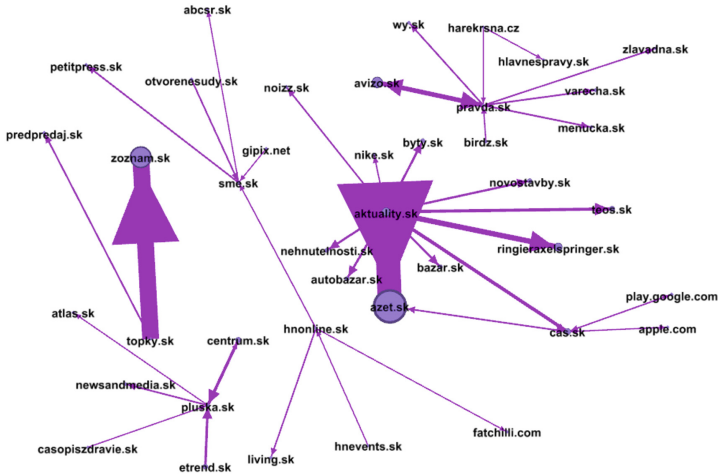 abcsr.sk
wy.sk
harekrsna.cz
zlavadna.sk
hlavnespravy.sk
petitpress.sk
otvorenesudy.sk
noizz.sk
avizo.sk
varecha.sk
pravda.sk
menucka.sk
predpredaj.sk
birdz.sk
byty.sk
gipix.net
nike.sk
zoznam.sk
sme.sk
novostavby.sk
aktuality.sk
teos.sk
nehnutelnosti.sk
ringieraxelspringer.sk
bazar.sk
autobazar.sk
play.google.com
azet.sk
atlas.sk
hnonline.sk
cas.sk
apple.com
topky.sk
centrum.sk
newsandmedia.sk
pluska.sk
fatchilli.com
casopiszdravie.sk
hnevents.sk
living.sk
etrend.sk